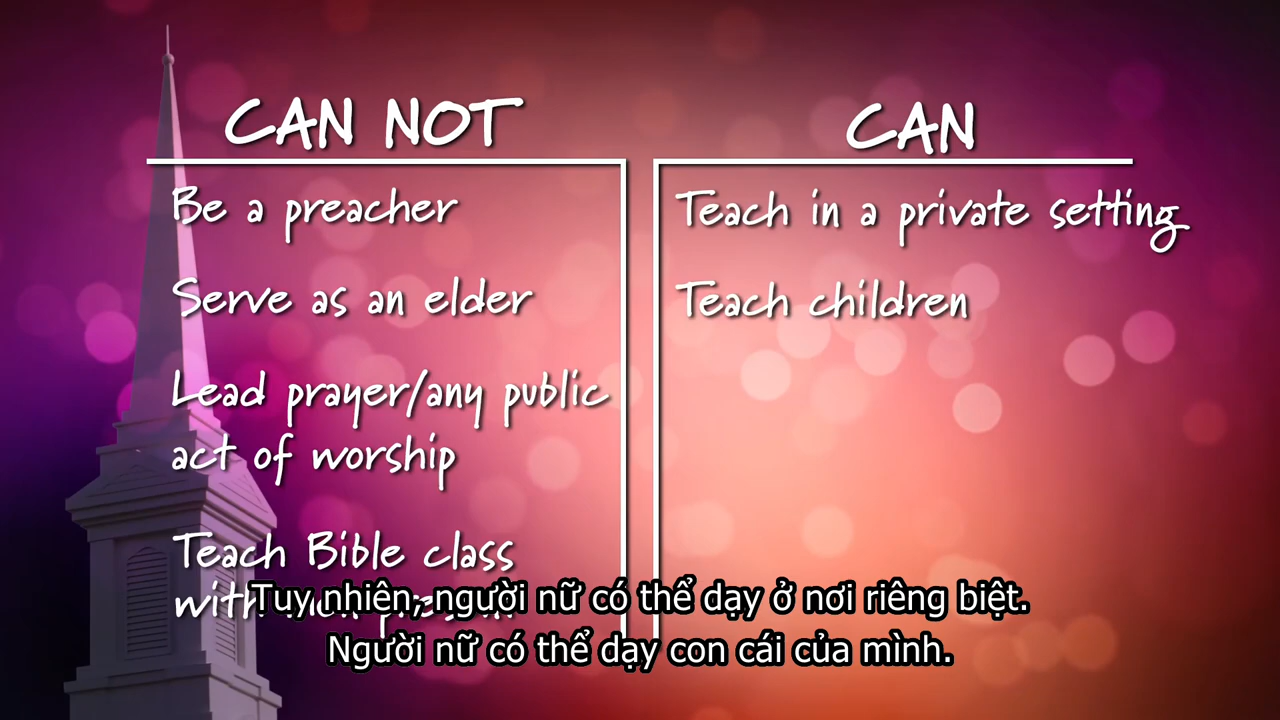 CAN NOT
Be a preacher
Serve as an elder
Lead prayer/any public
act of worship
Teach Bible class
with
CAN
Teach in a private setting
Teach children
Tuy nhiên, người nữ có thể dạy ở nơi riêng biệt.
Người nữ có thể dạy con cái của mình.